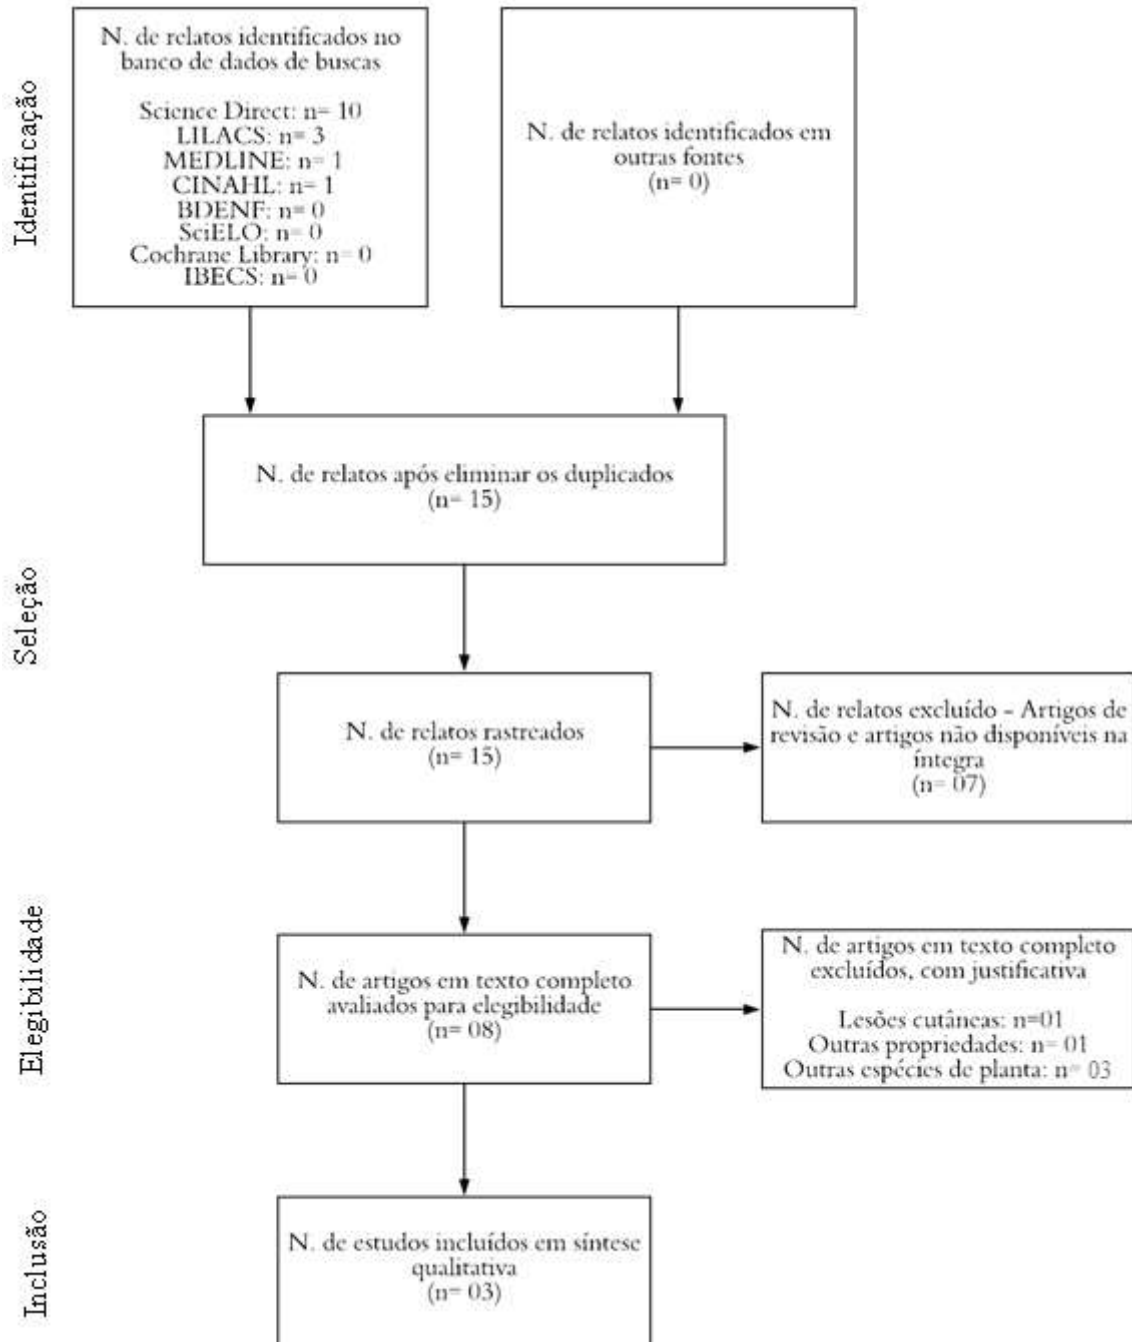 Identificação
N. de relatos identificados no
banco de dados de buscas
Science Direct: n= 10
LILACS: n= 3
MEDLINE: n= 1
CINAHL: n= 1
BDENF: n= 0
SciELO: n= 0
Cochrane Library: n= 0
IBECS: n= 0
N. de relatos identificados em
outras fontes
(n= 0)
N. de relatos após eliminar os duplicados
(n= 15)
Seleção
N. de relatos rastreados
(n= 15)
N. de relatos excluído - Artigos de
revisão e artigos não disponíveis na
íntegra
(n= 07)
Elegibilidade
N. de artigos em texto completo
avaliados para elegibilidade
(n= 08)
N. de artigos em texto completo
excluídos, com justificativa
Lesões cutâneas: n=01
Outras propriedades: n= 01
Outras espécies de planta: n= 03
Inclusão
N. de estudos incluídos em síntese
qualitativa
(n= 03)